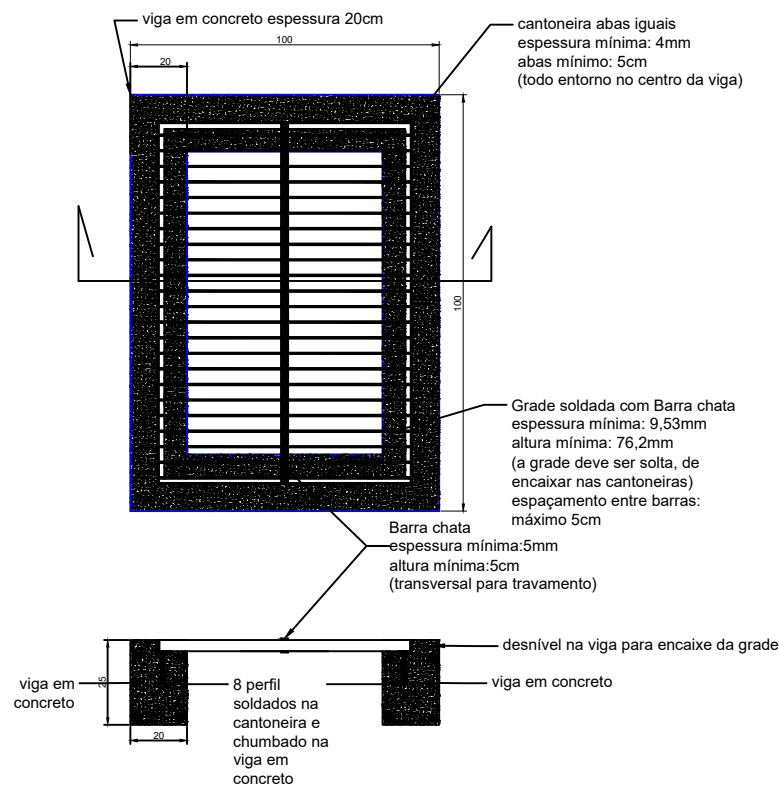 viga em concreto espessura 20cm
100
20
cantoneira abas iguais
espessura mínima: 4mm
abas mínimo: 5cm
(todo entorno no centro da viga)
100
Grade soldada com Barra chata
espessura mínima: 9,53mm
altura mínima: 76,2mm
(a grade deve ser solta, de
encaixar nas cantoneiras)
espaçamento entre barras:
máximo 5cm
Barra chata
espessura mínima:5mm
altura mínima:5cm
(transversal para travamento)
desnível na viga para encaixe da grade
viga em
concreto
25
8 perfil
soldados na
cantoneira e
chumbado na
viga em
concreto
viga em concreto
20